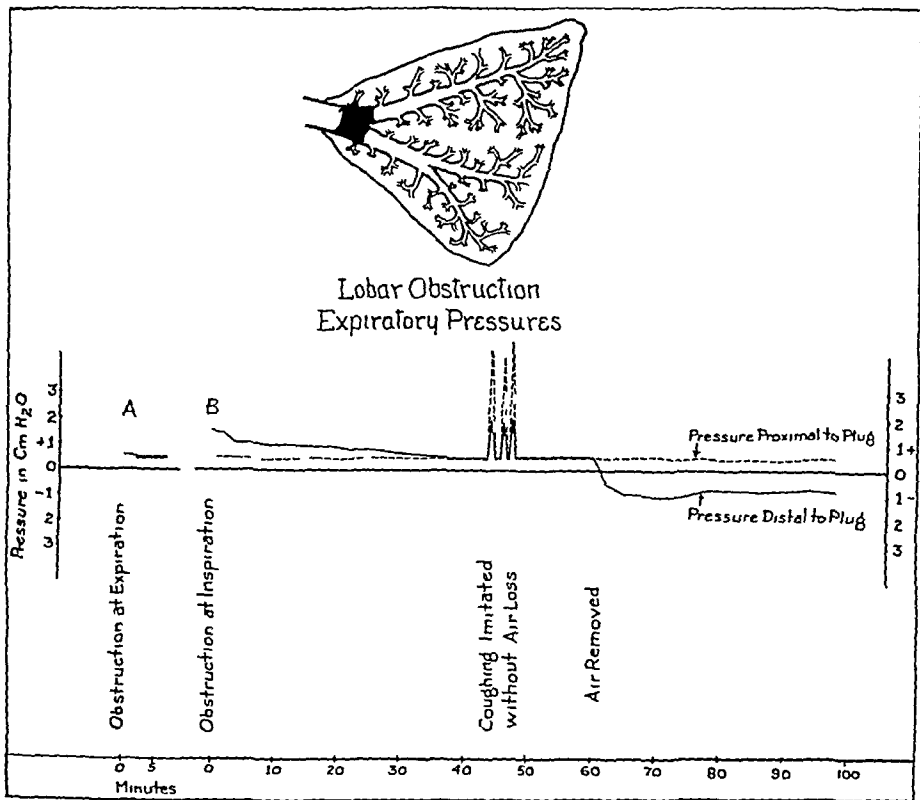 Lobar Obstruction
Expiratory Pressures
Pressure in Cm H₂O
3
2
+1
0
-1
2
3
A
B
3
2
1+
0
1-
2
3
Pressure Proximal to Plug
Pressure Distal to Plug
Obstruction at Expiration
Obstruction at Inspiration
Coughing Imitated
without Air Loss
Air Removed
0 5 0 10 20 30 40 50 60 70 80 90 100
Minutes